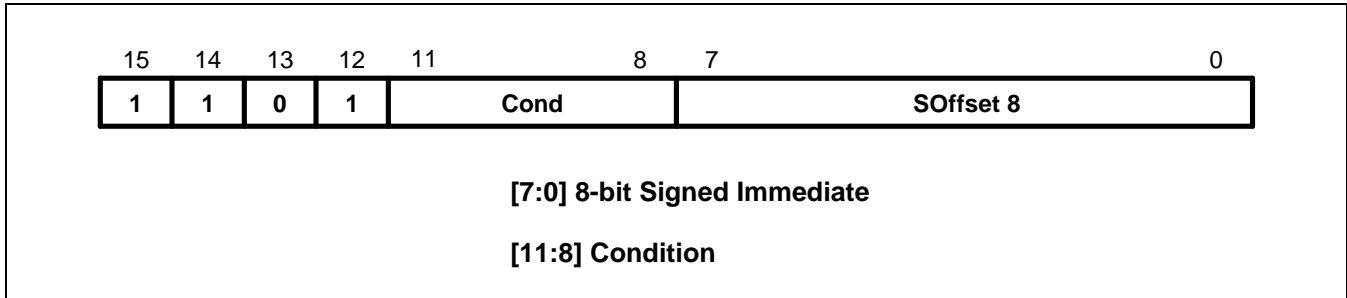 15 14 13 12 11 8 7 0
1 1 0 1 Cond SOffset 8
[7:0] 8-bit Signed Immediate
[11:8] Condition